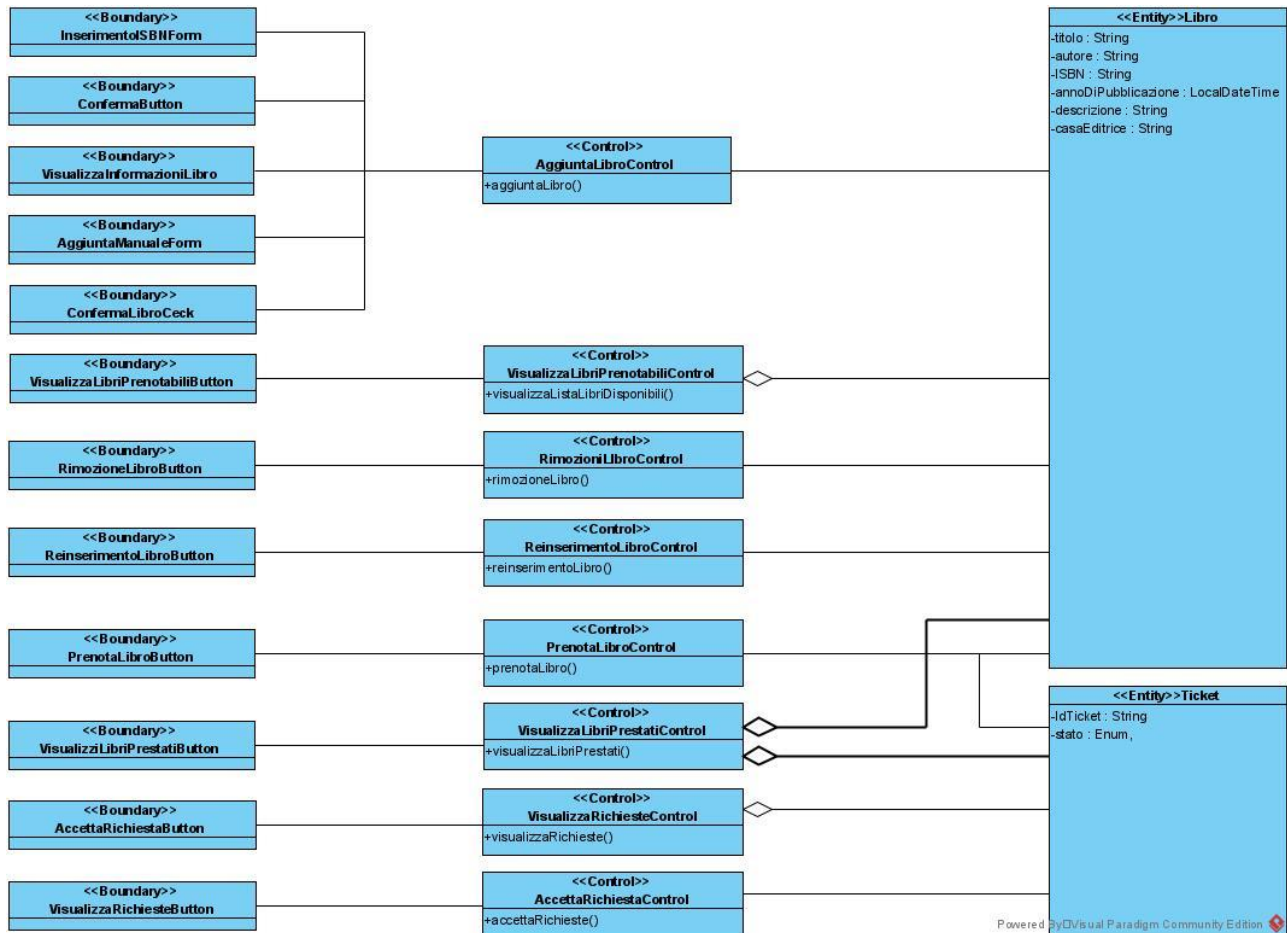 <<Boundary>>
InserimentoISBNForm
<<Boundary>>
ConfermaButton
<<Boundary>>
VisualizzaInformazioniLibro
<<Boundary>>
AggiuntaManualeForm
<<Boundary>>
ConfermaLibroCeck
<<Boundary>>
VisualizzaLibriPrenotabiliButton
<<Boundary>>
RimozioneLibroButton
<<Boundary>>
ReinserimentoLibroButton
<<Boundary>>
PrenotaLibroButton
<<Boundary>>
VisualizziLibriPrestatiButton
<<Boundary>>
AccettaRichiestaButton
<<Boundary>>
VisualizzaRichiesteButton
<<Control>>
AggiuntaLibroControl
+aggiuntaLibro()
<<Control>>
VisualizzaLibriPrenotabiliControl
+visualizzaListaLibriDisponibili()
<<Control>>
RimozioniLIbroControl
+rimozioneLibro()
<<Control>>
ReinserimentoLibroControl
+reinserimentoLibro()
<<Control>>
PrenotaLibroControl
+prenotaLibro()
<<Control>>
VisualizzaLibriPrestatiControl
+visualizzaLibriPrestati()
<<Control>>
VisualizzaRichiesteControl
+visualizzaRichieste()
<<Control>>
AccettaRichiestaControl
+accettaRichieste()
<<Entity>>Libro
-titolo : String
-autore : String
-ISBN : String
-annoDiPubblicazione : LocalDateTime
-descrizione : String
-casaEditrice : String
<<Entity>>Ticket
-IdTicket : String
-stato : Enum,
Powered By Visual Paradigm Community Edition